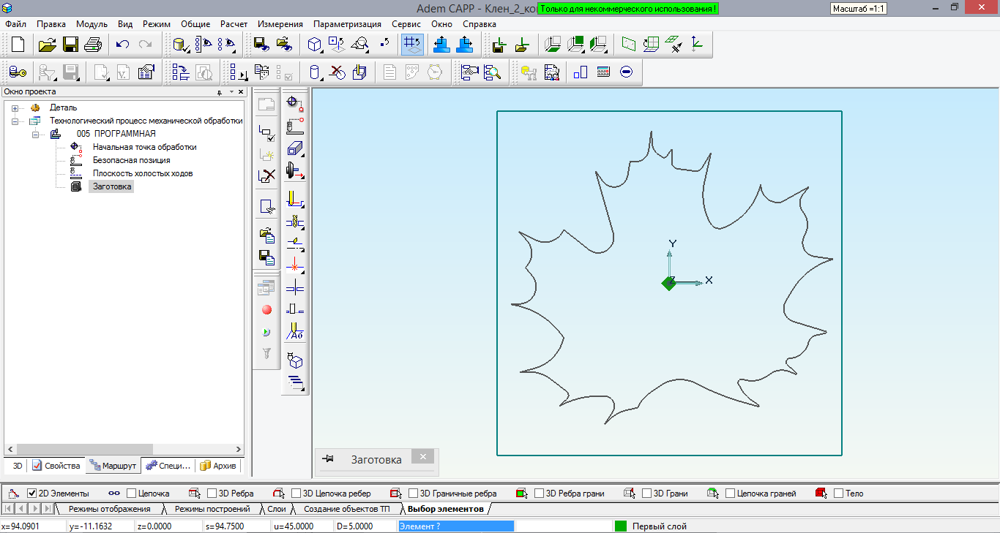 Adem CAPP - Клен_2_ко
Только для некоммерческого использования !
Масштаб =1:1
Файл Правка Модуль Вид Режим Общие Расчет Измерения Параметризация Сервис Окно Справка
Окно проекта
Деталь
Технологический процесс механической обработки
005 ПРОГРАММНАЯ
Начальная точка обработки
Безопасная позиция
Плоскость холостых ходов
Заготовка
Y
Z
X
3D Свойства Маршрут Специ... Архив
Заготовка
2D Элементы Цепочка 3D Ребра 3D Цепочка ребер 3D Граничные ребра 3D Ребра грани 3D Грани Цепочка граней Тело
Режимы отображения Режимы построений Слои Создание объектов ТП Выбор элементов
x=94.0901 y=-11.1632 z=0.0000 s=94.7500 u=45.0000 D=5.0000 Элемент ? Первый слой